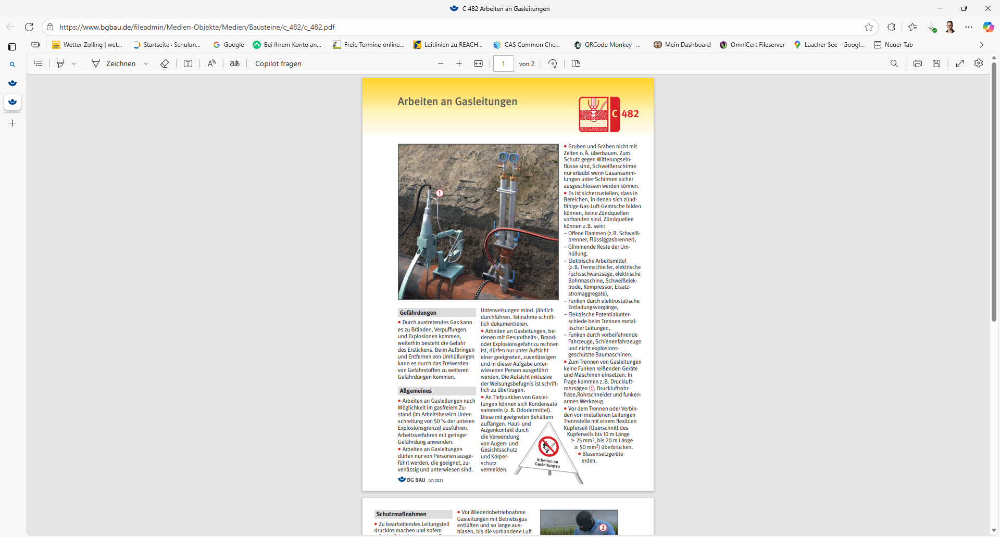 C 482 Arbeiten an Gasleitungen
https://www.bgbau.de/fileadmin/Medien-Objekte/Medien/Bausteine/c_482/c_482.pdf
Wetter Zolling | wet...
Startseite · Schulun...
Google
Bei Ihrem Konto an...
Freie Termine online...
Leitlinien zu REACH...
CAS Common Che...
QRCode Monkey -...
Mein Dashboard
OmniCert Fileserver
Laacher See - Googl...
Neuer Tab
Zeichnen
Copilot fragen
1
von 2
Arbeiten an Gasleitungen
C 482
1
Gefährdungen
• Durch austretendes Gas kann
es zu Bränden, Verpuffungen
und Explosionen kommen,
weiterhin besteht die Gefahr
des Erstickens. Beim Aufbringen
und Entfernen von Umhüllungen
kann es durch das Freiwerden
von Gefahrstoffen zu weiteren
Gefährdungen kommen.
Allgemeines
• Arbeiten an Gasleitungen nach
Möglichkeit im gasfreiem Zu-
stand (im Arbeitsbereich Unter-
schreitung von 50 % der unteren
Explosionsgrenze) ausführen.
Arbeitsverfahren mit geringer
Gefährdung anwenden.
• Arbeiten an Gasleitungen
dürfen nur von Personen ausge-
führt werden, die geeignet, zu-
verlässig und unterwiesen sind.
Unterweisungen mind. jährlich
durchführen. Teilnahme schrift-
lich dokumentieren.
• Arbeiten an Gasleitungen, bei
denen mit Gesundheits-, Brand-
oder Explosionsgefahr zu rechnen
ist, dürfen nur unter Aufsicht
einer geeigneten, zuverlässigen
und in dieser Aufgabe unter-
wiesenen Person ausgeführt
werden. Die Aufsicht inklusive
der Weisungsbefugnis ist schrift-
lich zu übertragen.
• An Tiefpunkten von Gaslei-
tungen können sich Kondensate
sammeln (z. B. Odoriermittel).
Diese mit geeigneten Behältern
auffangen. Haut- und
Augenkontakt durch
die Verwendung
von Augen- und
Gesichtsschutz
und Körper-
schutz
vermeiden.
Arbeiten an
Gasleitungen
• Gruben und Gräben nicht mit
Zelten o. Ä. überbauen. Zum
Schutz gegen Witterungsein-
flüsse sind, Schweißerschirme
nur erlaubt wenn Gasansamm-
lungen unter Schirmen sicher
ausgeschlossen werden können.
• Es ist sicherzustellen, dass in
Bereichen, in denen sich zünd-
fähige Gas-Luft-Gemische bilden
können, keine Zündquellen
vorhanden sind. Zündquellen
können z. B. sein:
– Offene Flammen (z. B. Schweiß-
brenner, Flüssiggasbrenner),
– Glimmende Reste der Um-
hüllung,
– Elektrische Arbeitsmittel
(z. B. Trennschleifer, elektrische
Fuchsschwanzsäge, elektrische
Bohrmaschine, Schweißelek-
trode, Kompressor, Ersatz-
stromaggregate),
– Funken durch elektrostatische
Entladungsvorgänge,
– Elektrische Potentialunter-
schiede beim Trennen metal-
lischer Leitungen,
– Funken durch vorbeifahrende
Fahrzeuge, Schienenfahrzeuge
und nicht explosions-
geschützte Baumaschinen.
• Zum Trennen von Gasleitungen
keine Funken reißenden Geräte
und Maschinen einsetzen. In
Frage kommen z. B. Druckluft-
rohrsägen ①, Druckluftrohr-
fräse,Rohrschneider und funken-
armes Werkzeug.
• Vor dem Trennen oder Verbin-
den von metallenen Leitungen
Trennstelle mit einem flexiblen
Kupferseil (Querschnitt des
Kupferseils bis 10 m Länge
≥ 25 mm², bis 20 m Länge
≥ 50 mm²) überbrücken.
• Blasensetzgeräte
erden.
BG BAU 07/2021
Schutzmaßnahmen
• Zu bearbeitendes Leitungsteil
drucklos machen und sofern
• Vor Wiederinbetriebnahme
Gasleitungen mit Betriebsgas
entlüften und so lange aus-
blasen, bis die vorhandene Luft
2